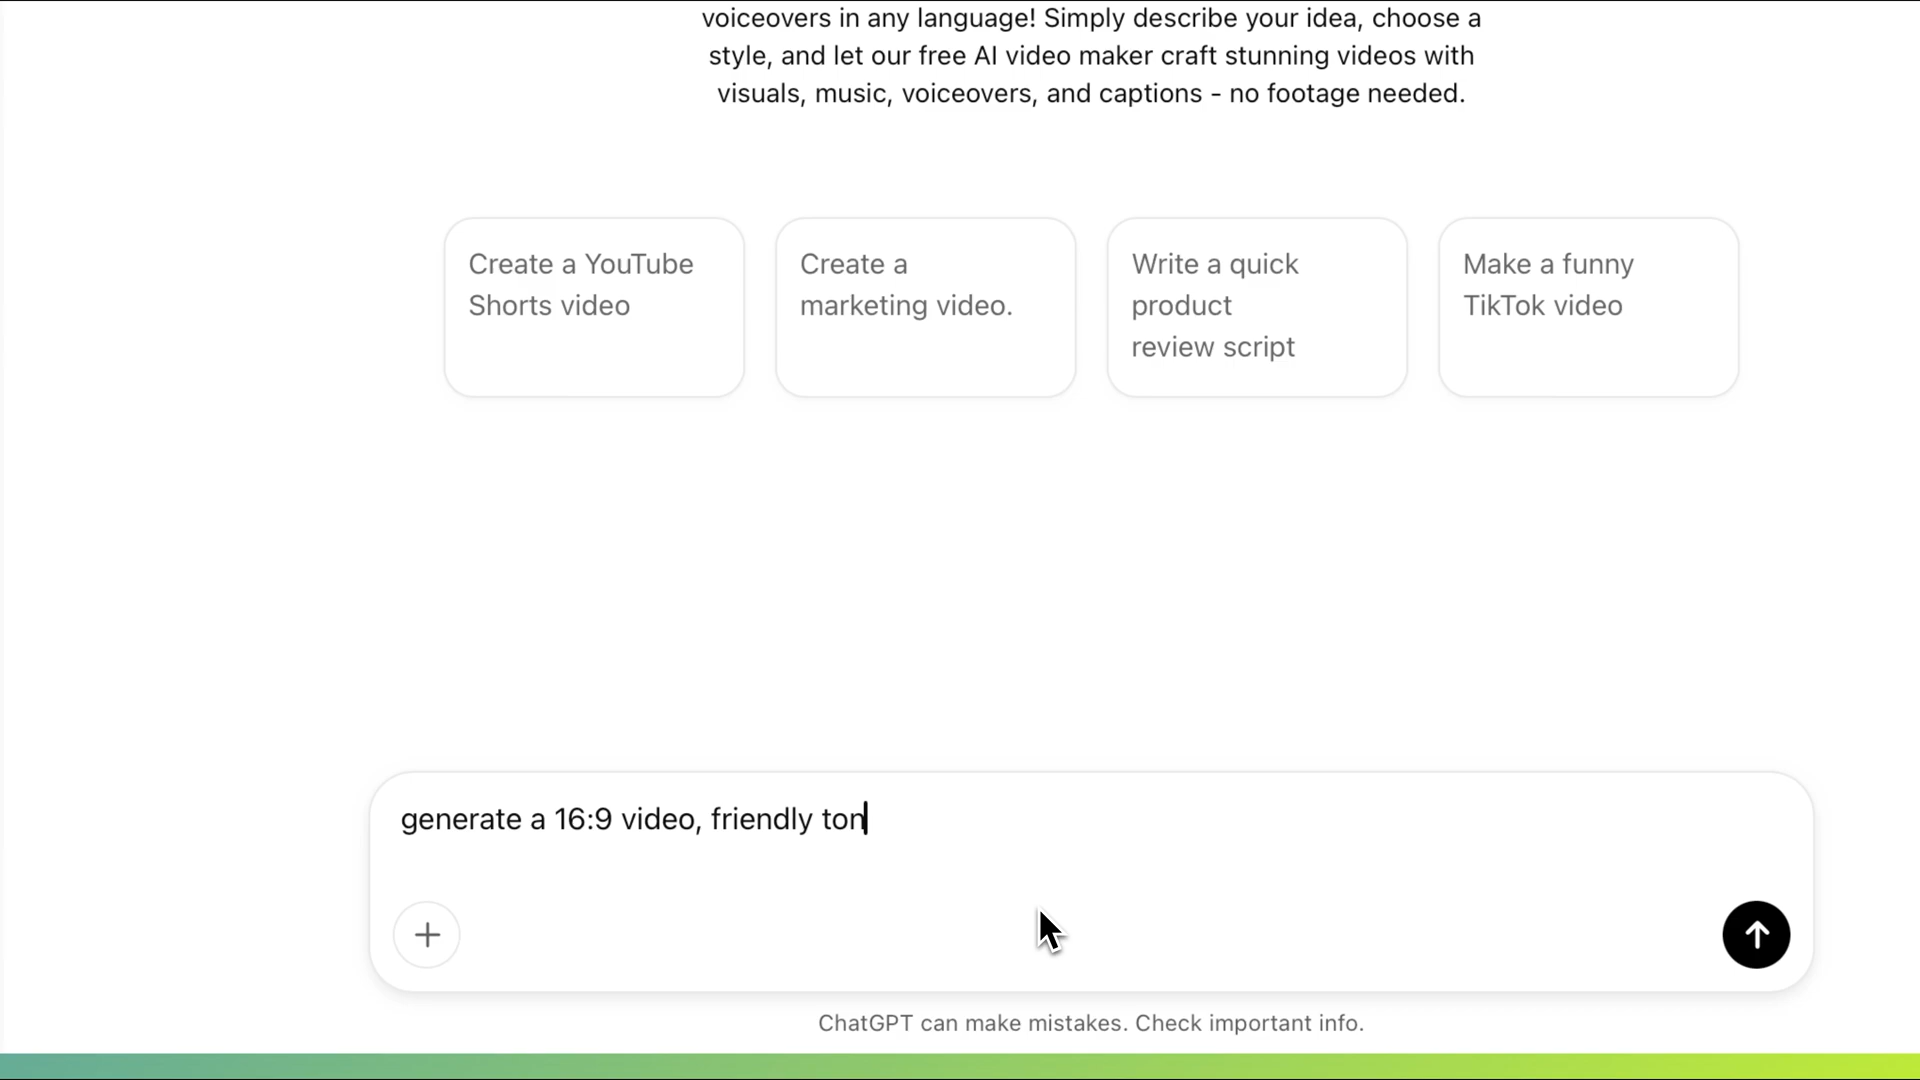 voiceovers in any language! Simply describe your idea, choose a
style, and let our free AI video maker craft stunning videos with
visuals, music, voiceovers, and captions - no footage needed.
Create a YouTube
Shorts video
Create a
marketing video.
Write a quick
product
review script
Make a funny
TikTok video
generate a 16:9 video, friendly ton
ChatGPT can make mistakes. Check important info.